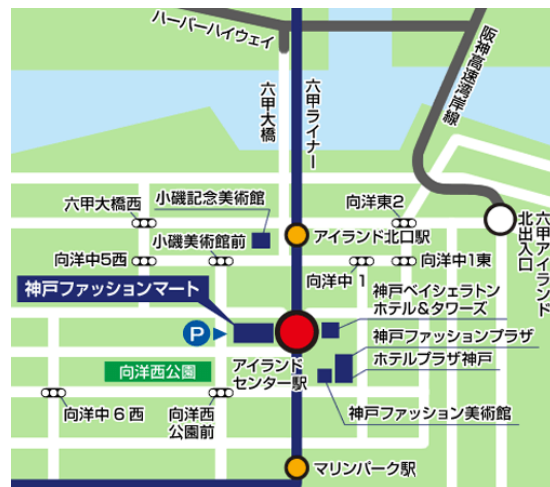 ハーバーハイウェイ
阪神高速湾岸線
六甲大橋
六甲ライナー
六甲大橋西
小磯記念美術館
向洋東2
六甲アイランド
北出入口
小磯美術館前
アイランド北口駅
向洋中5西
向洋中1
向洋中1東
神戸ファッションマート
神戸ベイシェラトン
ホテル&タワーズ
P
神戸ファッションプラザ
アイランド
センター駅
ホテルプラザ神戸
向洋西公園
向洋中6西
向洋西
公園前
神戸ファッション美術館
マリンパーク駅